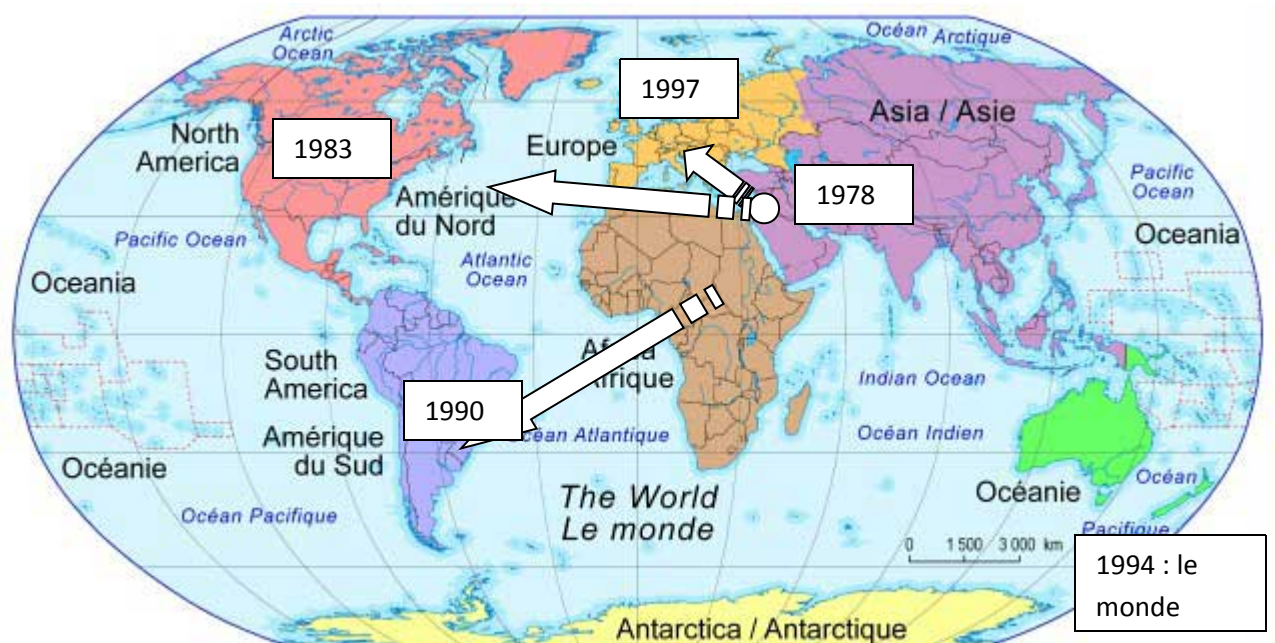 Arctic
Ocean
Océan Arctique
1997
Asia / Asie
North
America
1983
Europe
1978
Pacific
Ocean
Amérique
du Nord
Pacific Ocean
Atlantic
Ocean
Oceania
Oceania
South
America
Africa
Afrique
Indian Ocean
1990
Amérique
du Sud
Océan Atlantique
Océan Indien
Océanie
Océan Pacifique
The World
Le monde
Océanie
Océan
Pacifique
0 1 500 3 000 km
1994 : le
monde
Antarctica / Antarctique